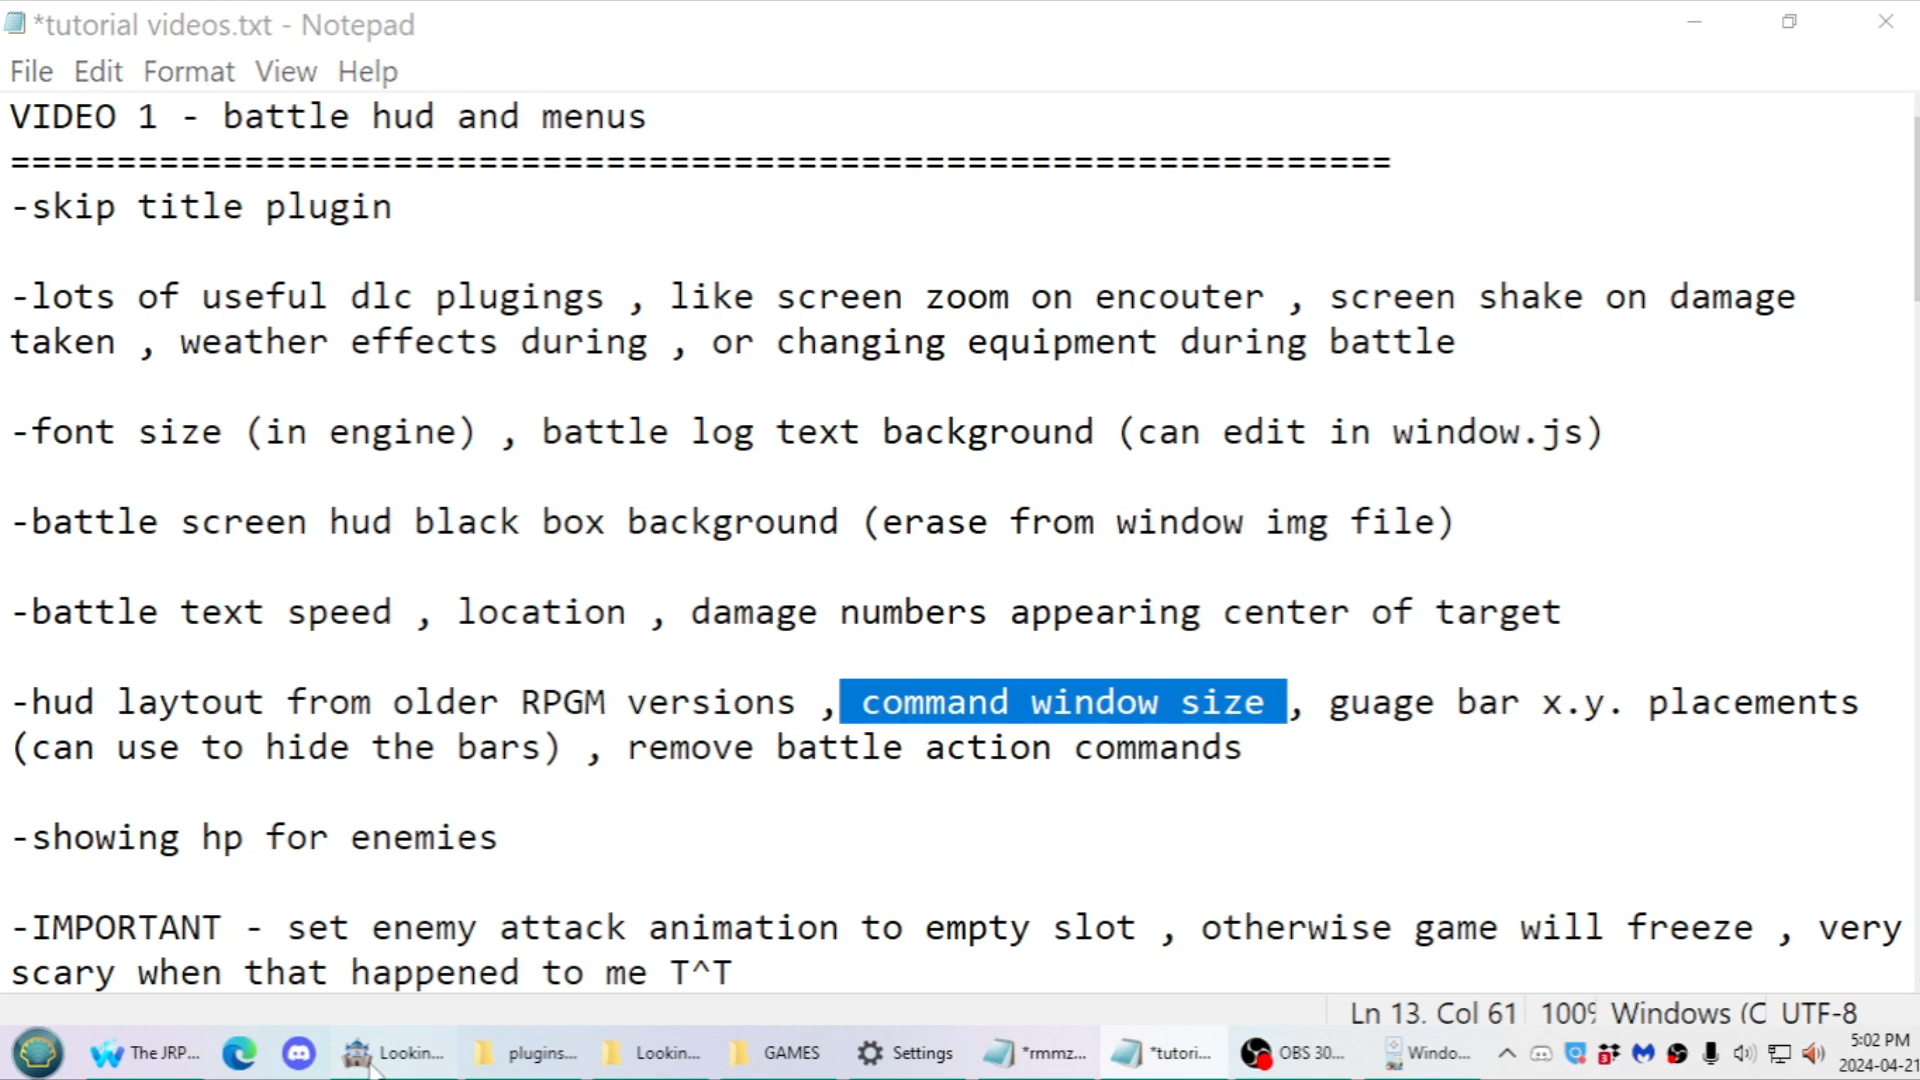 *tutorial videos.txt - Notepad
File Edit Format View Help
VIDEO 1 - battle hud and menus
=================================================================
-skip title plugin
-lots of useful dlc plugings , like screen zoom on encouter , screen shake on damage
taken , weather effects during , or changing equipment during battle
-font size (in engine) , battle log text background (can edit in window.js)
-battle screen hud black box background (erase from window img file)
-battle text speed , location , damage numbers appearing center of target
-hud laytout from older RPGM versions , command window size , guage bar x.y. placements
(can use to hide the bars) , remove battle action commands
-showing hp for enemies
-IMPORTANT - set enemy attack animation to empty slot , otherwise game will freeze , very
scary when that happened to me T^T
Ln 13, Col 61 100% Windows (C UTF-8
The JRP... Lookin... plugins... Lookin... GAMES Settings *rmmz... *tutori... OBS 30... Windo... 5:02 PM
2024-04-21